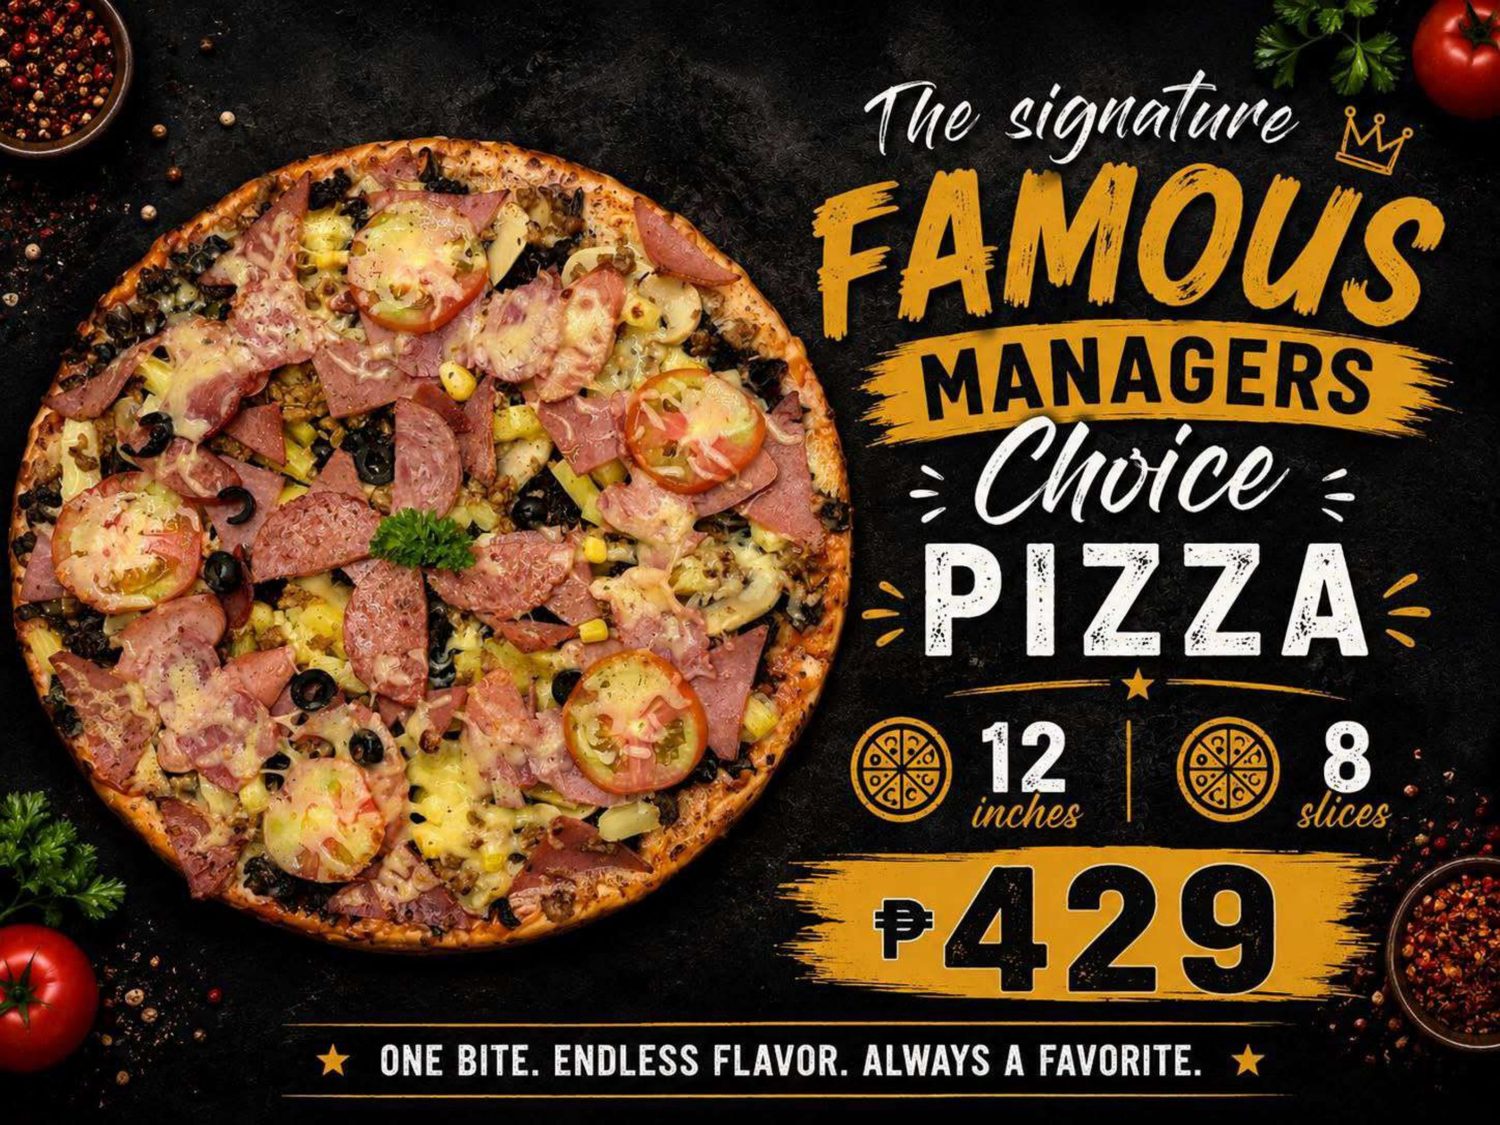 The signature
FAMOUS
MANAGERS
Choice
PIZZA
12 inches
8 slices
₱429
ONE BITE. ENDLESS FLAVOR. ALWAYS A FAVORITE.